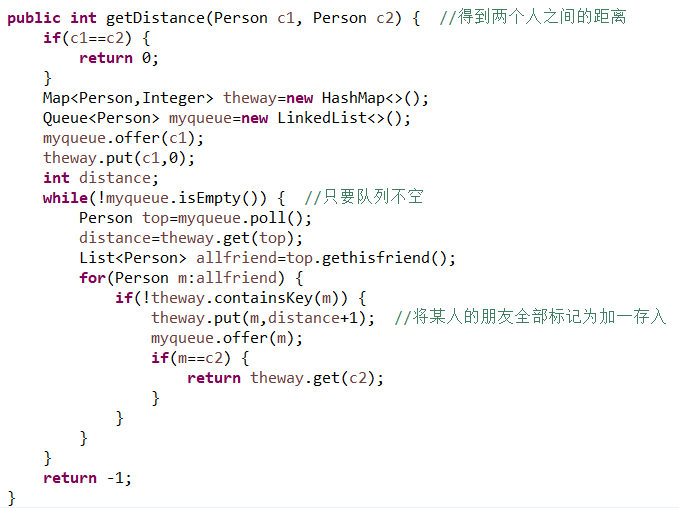 public int getDistance(Person c1, Person c2) {  //得到两个人之间的距离
    if(c1==c2) {
        return 0;
    }
    Map<Person,Integer> theway=new HashMap<>();
    Queue<Person> myqueue=new LinkedList<>();
    myqueue.offer(c1);
    theway.put(c1,0);
    int distance;
    while(!myqueue.isEmpty()) {  //只要队列不空
        Person top=myqueue.poll();
        distance=theway.get(top);
        List<Person> allfriend=top.gethisfriend();
        for(Person m:allfriend) {
            if(!theway.containsKey(m)) {
                theway.put(m,distance+1);  //将某人的朋友全部标记为加一存入
                myqueue.offer(m);
                if(m==c2) {
                    return theway.get(c2);
                }
            }
        }
    }
    return -1;
}